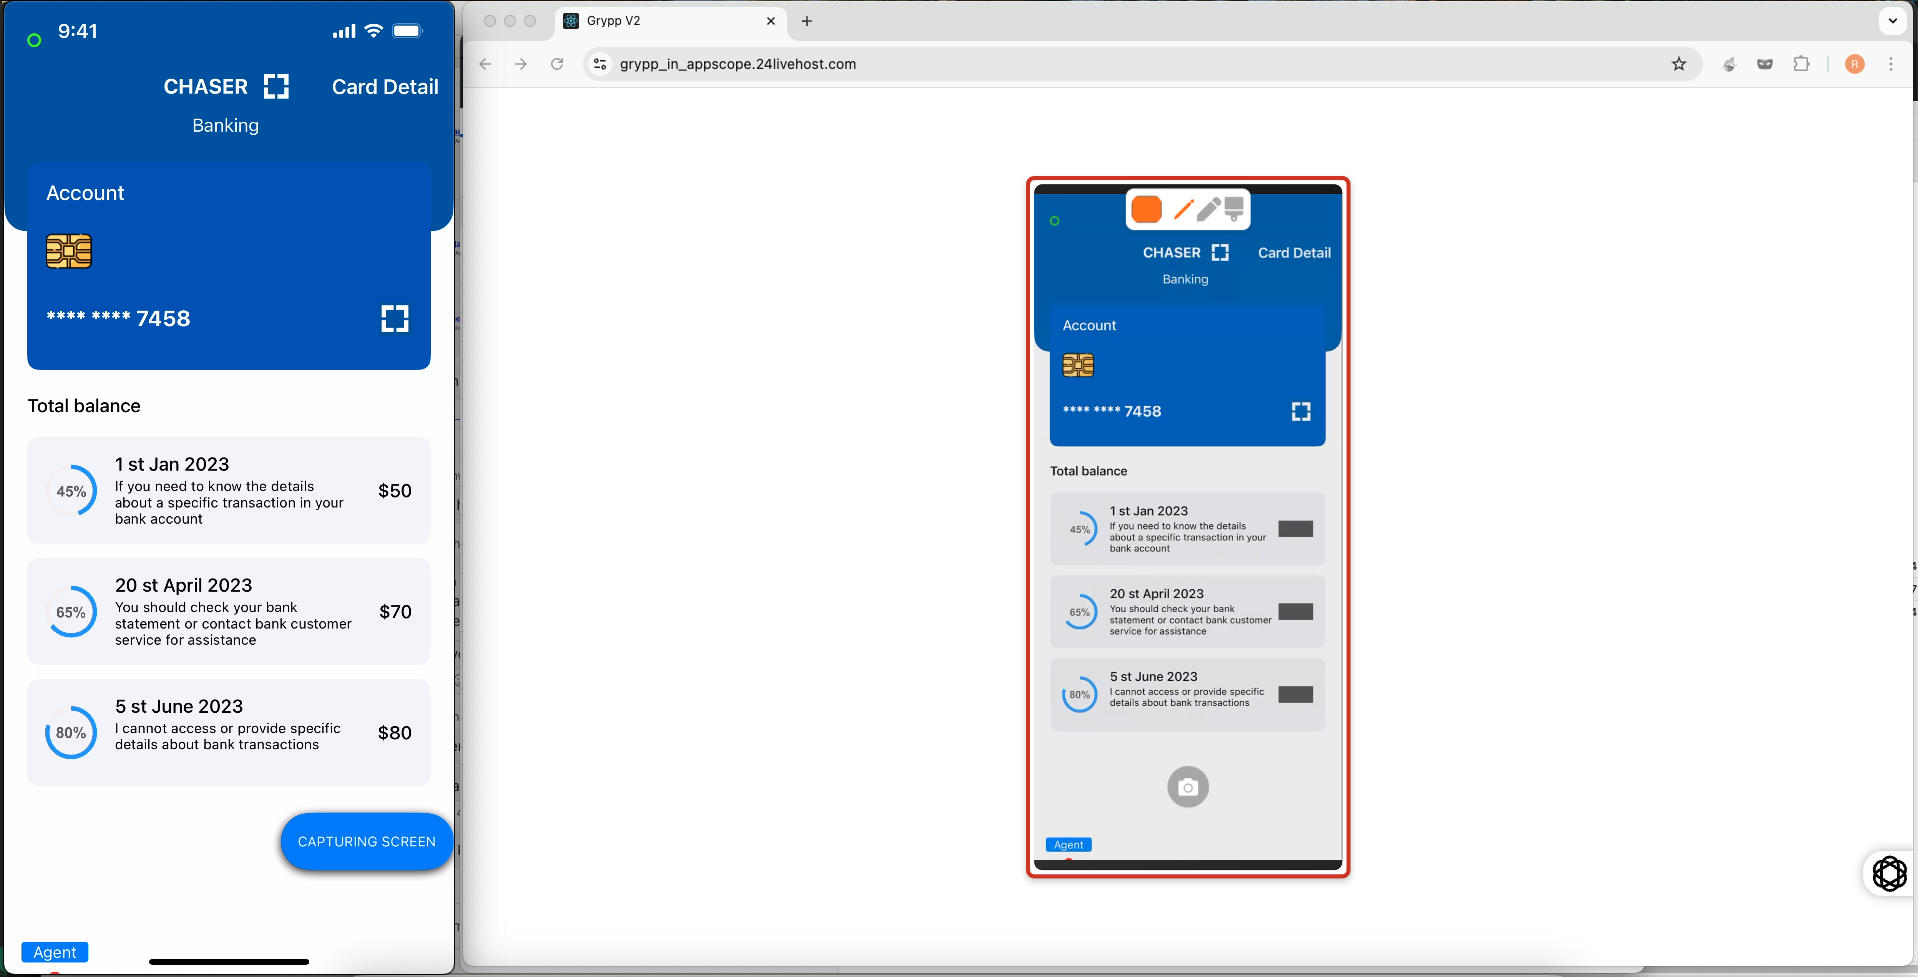 9:41
CHASER
Card Detail
Banking
Account
**** **** 7458
Total balance
45%
1 st Jan 2023
If you need to know the details
about a specific transaction in your
bank account
$50
65%
20 st April 2023
You should check your bank
statement or contact bank customer
service for assistance
$70
80%
5 st June 2023
I cannot access or provide specific
details about bank transactions
$80
CAPTURING SCREEN
Agent
Grypp V2
grypp_in_appscope.24livehost.com
R
CHASER
Card Detail
Banking
Account
**** **** 7458
Total balance
45%
1 st Jan 2023
If you need to know the details
about a specific transaction in your
bank account
65%
20 st April 2023
You should check your bank
statement or contact bank customer
service for assistance
80%
5 st June 2023
I cannot access or provide specific
details about bank transactions
Agent